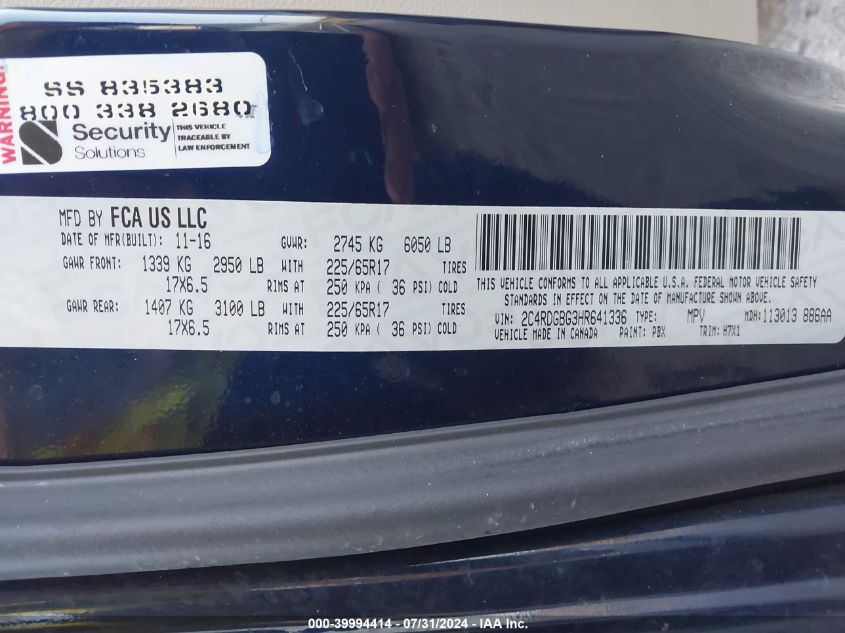 WARNING!
SS 835383
800 338 2680
S Security Solutions
THIS VEHICLE
TRACEABLE BY
LAW ENFORCEMENT
MFD BY FCA US LLC
DATE OF MFR(BUILT): 11-16 GVWR: 2745 KG 6050 LB
GAWR FRONT: 1339 KG 2950 LB WITH 225/65R17 TIRES
17X6.5 RIMS AT 250 KPA ( 36 PSI) COLD
GAWR REAR: 1407 KG 3100 LB WITH 225/65R17 TIRES
17X6.5 RIMS AT 250 KPA ( 36 PSI) COLD
THIS VEHICLE CONFORMS TO ALL APPLICABLE U.S.A. FEDERAL MOTOR VEHICLE SAFETY
STANDARDS IN EFFECT ON THE DATE OF MANUFACTURE SHOWN ABOVE.
VIN: 2C4RDGBG3HR641336 TYPE: MPV MDH:113013 886AA
VEHICLE MADE IN CANADA PAINT: PBX TRIM: H7X1
000-39994414 - 07/31/2024 - IAA Inc.